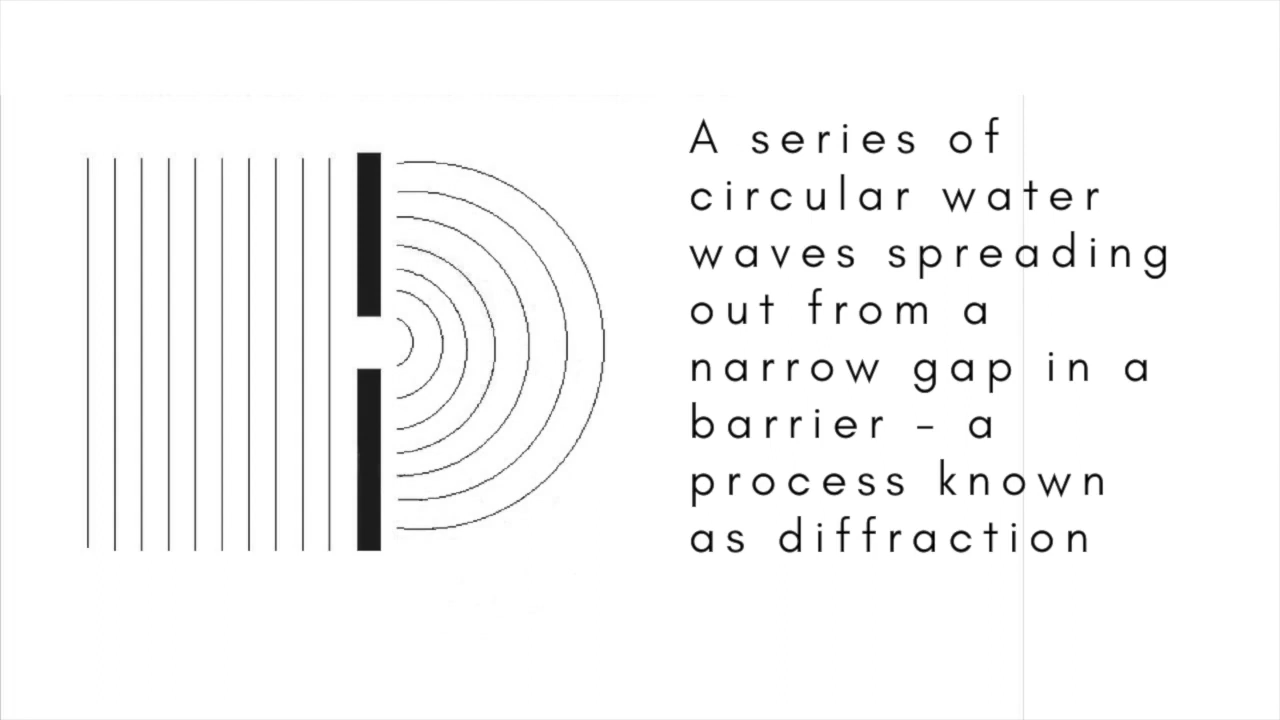 A series of
circular water
waves spreading
out from a
narrow gap in a
barrier – a
process known
as diffraction